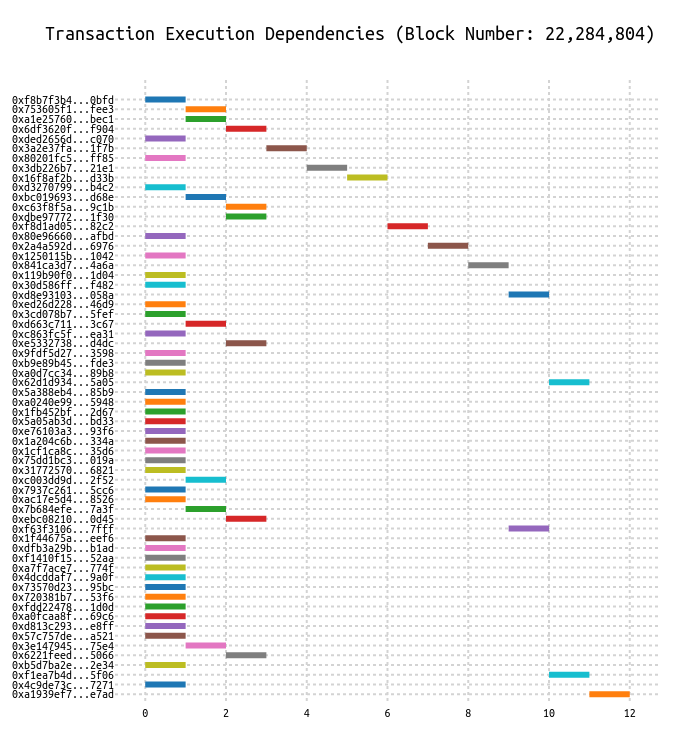 Transaction Execution Dependencies (Block Number: 22,284,804)
0xf8b7f3b4...0bfd
0x753605f1...fee3
0xa1e25760...bec1
0x6df3620f...f904
0xded2656d...c070
0x3a2e37fa...1f7b
0x80201fc5...ff85
0x3db226b7...21e1
0x16f8af2b...d33b
0xd3270799...b4c2
0xbc019693...d68e
0xc63f8f5a...9c1b
0xdbe97772...1f30
0xf8d1ad05...82c2
0x80e96660...afbd
0x2a4a592d...6976
0x1250115b...1042
0x841ca3d7...4a6a
0x119b90f0...1d04
0x30d586ff...f482
0xd8e93103...058a
0xed26d228...46d9
0x3cd078b7...5fef
0xd663c711...3c67
0xc863fc5f...ea31
0xe5332738...d4dc
0x9fdf5d27...3598
0xb9e89b45...fde3
0xa0d7cc34...89b8
0x62d1d934...5a05
0x5a388eb4...85b9
0xa0240e99...5948
0x1fb452bf...2d67
0x5a05ab3d...bd33
0xe76103a3...93f6
0x1a204c6b...334a
0x1cf1ca8c...35d6
0x75dd1bc3...019a
0x31772570...6821
0xc003dd9d...2f52
0x7937c261...5cc6
0xac17e5d4...8526
0x7b684efe...7a3f
0xebc08210...0d45
0xf63f3106...7fff
0x1f44675a...eef6
0xdfb3a29b...b1ad
0xf1410f15...52aa
0xa7f7ace7...774f
0x4dcddaf7...9a0f
0x73570d23...95bc
0x720381b7...53f6
0xfdd22478...1d0d
0xa0fcaa8f...69c6
0xd813c293...e8ff
0x57c757de...a521
0x3e147945...75e4
0x6221feed...5066
0xb5d7ba2e...2e34
0xf1ea7b4d...5f06
0x4c9de73c...7271
0xa1939ef7...e7ad
0 2 4 6 8 10 12